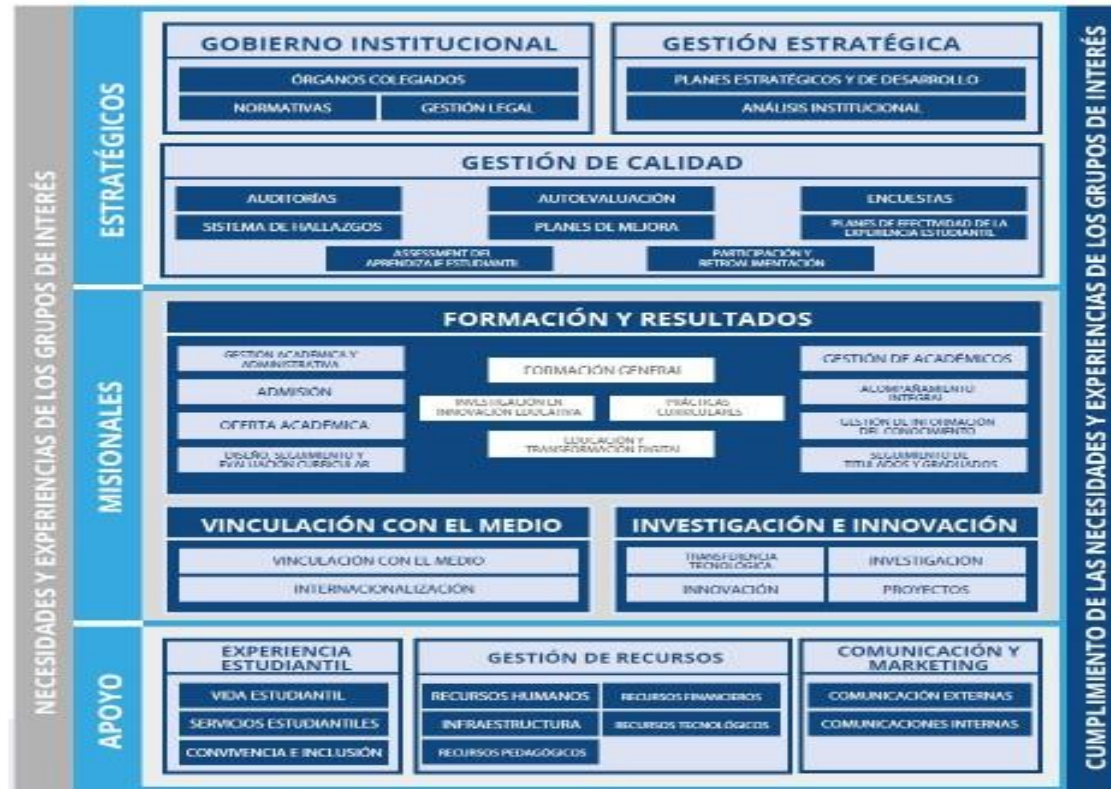 NECESIDADES Y EXPERIENCIAS DE LOS GRUPOS DE INTERÉS
ESTRATÉGICOS
GOBIERNO INSTITUCIONAL
ÓRGANOS COLEGIADOS
NORMATIVAS
GESTIÓN LEGAL
GESTIÓN ESTRATÉGICA
PLANES ESTRATÉGICOS Y DE DESARROLLO
ANÁLISIS INSTITUCIONAL
GESTIÓN DE CALIDAD
AUDITORÍAS
AUTOEVALUACIÓN
ENCUESTAS
SISTEMA DE HALLAZGOS
PLANES DE MEJORA
PLANES DE EFECTIVIDAD DE LA
EXPERIENCIA ESTUDIANTIL
ASSESSMENT DEL
APRENDIZAJE ESTUDIANTIL
PARTICIPACIÓN Y
RETROALIMENTACIÓN
MISIONALES
FORMACIÓN Y RESULTADOS
GESTIÓN ACADÉMICA Y
ADMINISTRATIVA
ADMISIÓN
OFERTA ACADÉMICA
DISEÑO, SEGUIMIENTO Y
EVALUACIÓN CURRICULAR
FORMACIÓN GENERAL
INVESTIGACIÓN EN
INNOVACIÓN EDUCATIVA
PRÁCTICAS
CURRICULARES
EDUCACIÓN Y
TRANSFORMACIÓN DIGITAL
GESTIÓN DE ACADÉMICOS
ACOMPAÑAMIENTO
INTEGRAL
GESTIÓN DE INFORMACIÓN
DEL CONOCIMIENTO
SEGUIMIENTO DE
TITULADOS Y GRADUADOS
VINCULACIÓN CON EL MEDIO
VINCULACIÓN CON EL MEDIO
INTERNACIONALIZACIÓN
INVESTIGACIÓN E INNOVACIÓN
TRANSFERENCIA
TECNOLÓGICA
INVESTIGACIÓN
INNOVACIÓN
PROYECTOS
APOYO
EXPERIENCIA
ESTUDIANTIL
VIDA ESTUDIANTIL
SERVICIOS ESTUDIANTILES
CONVIVENCIA E INCLUSIÓN
GESTIÓN DE RECURSOS
RECURSOS HUMANOS
RECURSOS FINANCIEROS
INFRAESTRUCTURA
RECURSOS TECNOLÓGICOS
RECURSOS PEDAGÓGICOS
COMUNICACIÓN Y
MARKETING
COMUNICACIÓN EXTERNAS
COMUNICACIONES INTERNAS
CUMPLIMIENTO DE LAS NECESIDADES Y EXPERIENCIAS DE LOS GRUPOS DE INTERÉS